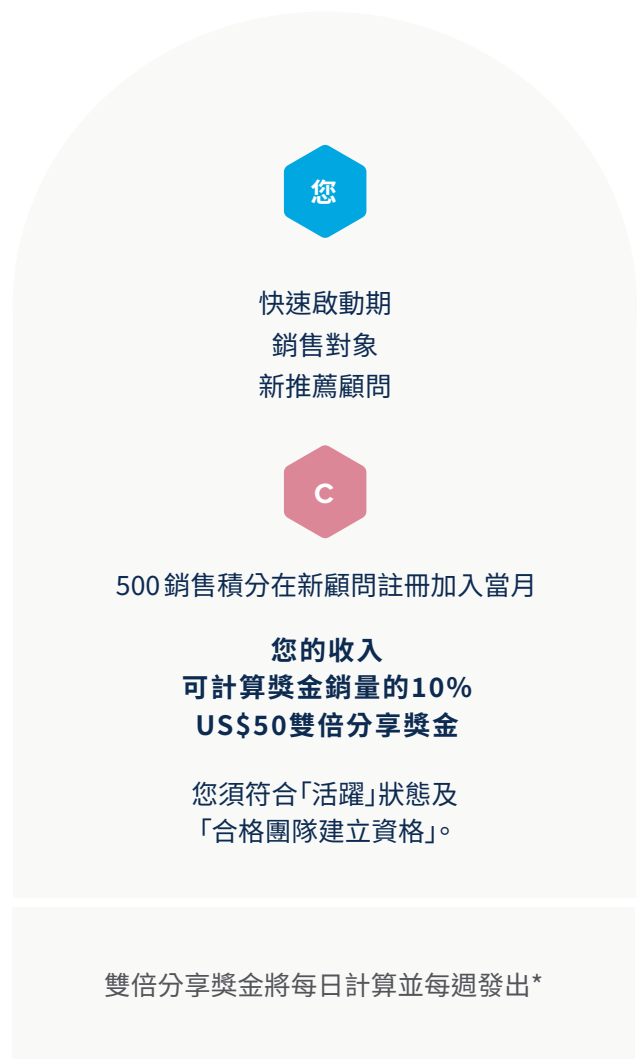 您
快速啟動期
銷售對象
新推薦顧問
C
500銷售積分在新顧問註冊加入當月
您的收入
可計算獎金銷量的10%
US$50雙倍分享獎金
您須符合「活躍」狀態及
「合格團隊建立資格」。
雙倍分享獎金將每日計算並每週發出*